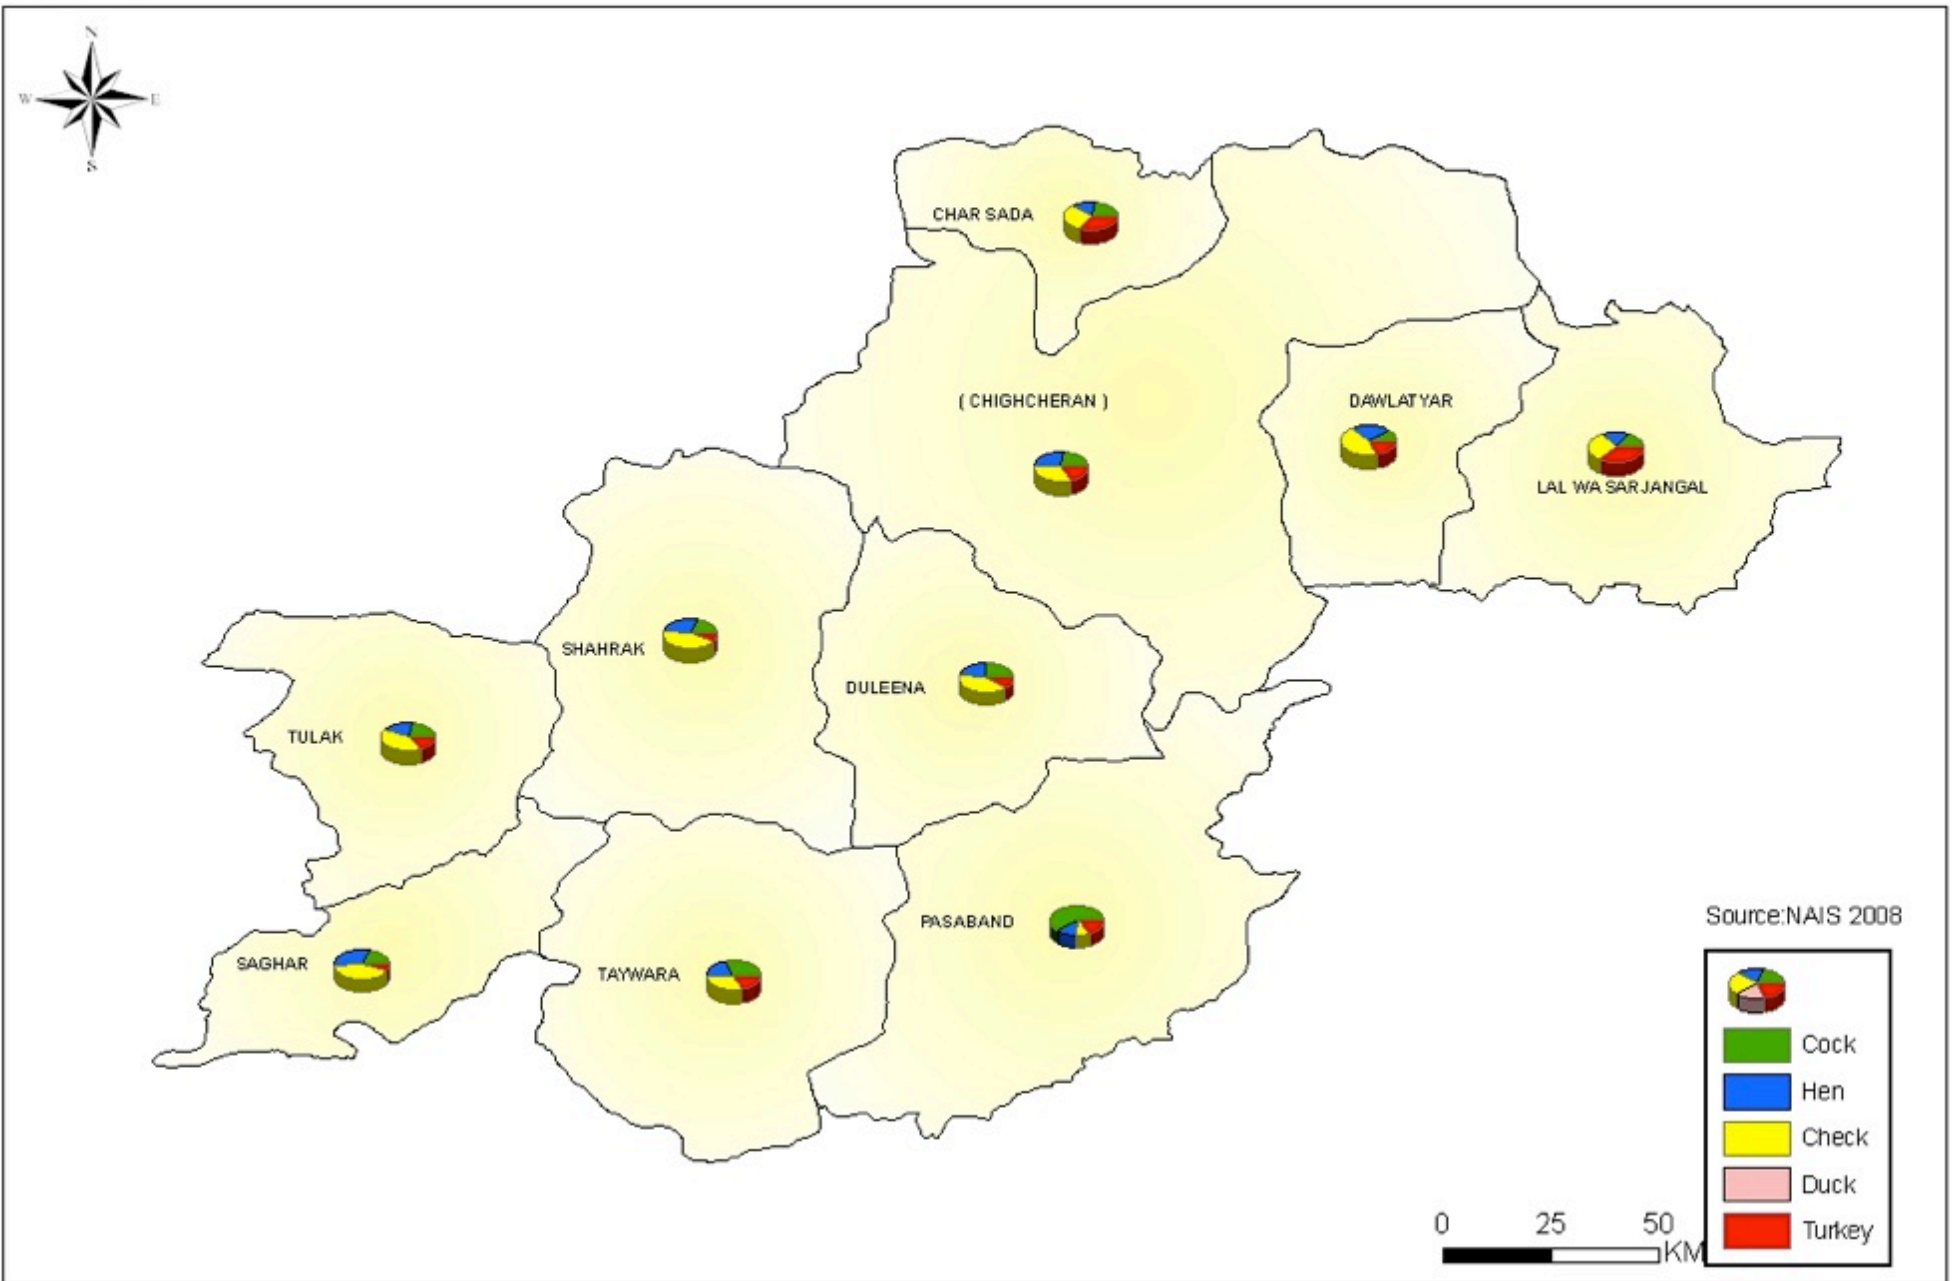 N
W E
S
CHAR SADA
( CHIGHCHERAN )
DAWLATYAR
LAL WA SARJANGAL
SHAHRAK
DULEENA
TULAK
PASABAND
SAGHAR
TAYWARA
Source:NAIS 2008
Cock
Hen
Check
Duck
Turkey
0 25 50
KM